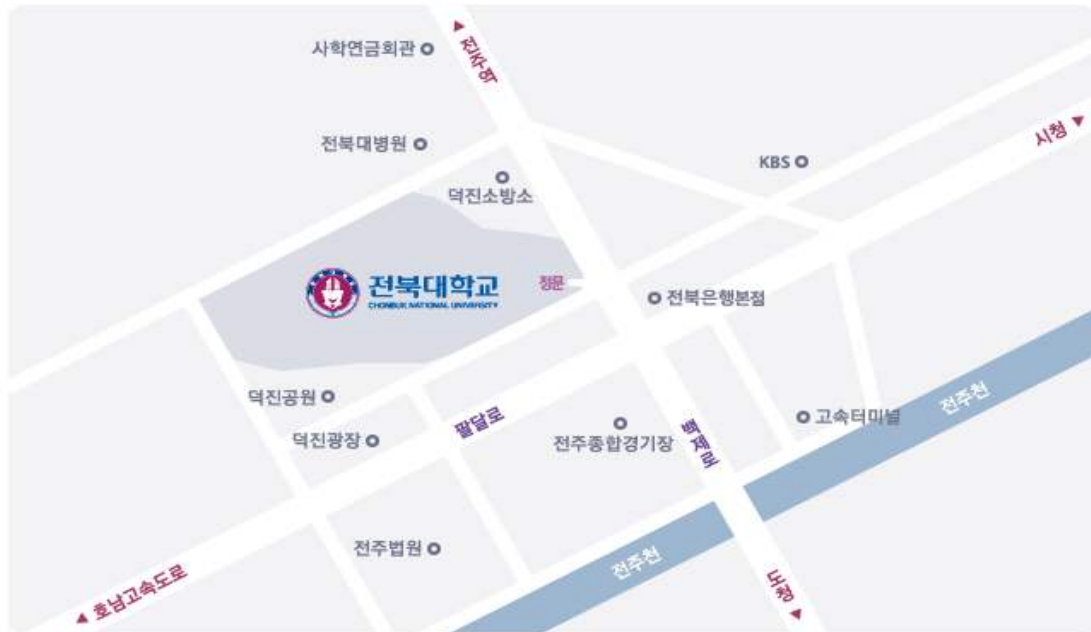 ▲ 전주역
사학연금회관
전북대병원
덕진소방소
KBS
시청 ▶
전북대학교
CHONBUK NATIONAL UNIVERSITY
정문
전북은행본점
덕진공원
덕진광장
팔달로
전주종합경기장
백제로
고속터미널
전주천
전주법원
전주천
◀ 호남고속도로
도청 ▼